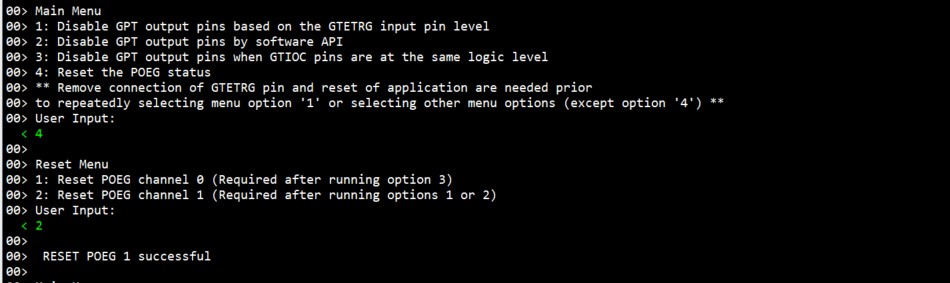 00> Main Menu
00> 1: Disable GPT output pins based on the GTETRG input pin level
00> 2: Disable GPT output pins by software API
00> 3: Disable GPT output pins when GTIOC pins are at the same logic level
00> 4: Reset the POEG status
00> ** Remove connection of GTETRG pin and reset of application are needed prior
00> to repeatedly selecting menu option '1' or selecting other menu options (except option '4') **
00> User Input:
< 4
00>
00> Reset Menu
00> 1: Reset POEG channel 0 (Required after running option 3)
00> 2: Reset POEG channel 1 (Required after running options 1 or 2)
00> User Input:
< 2
00>
00>  RESET POEG 1 successful
00>